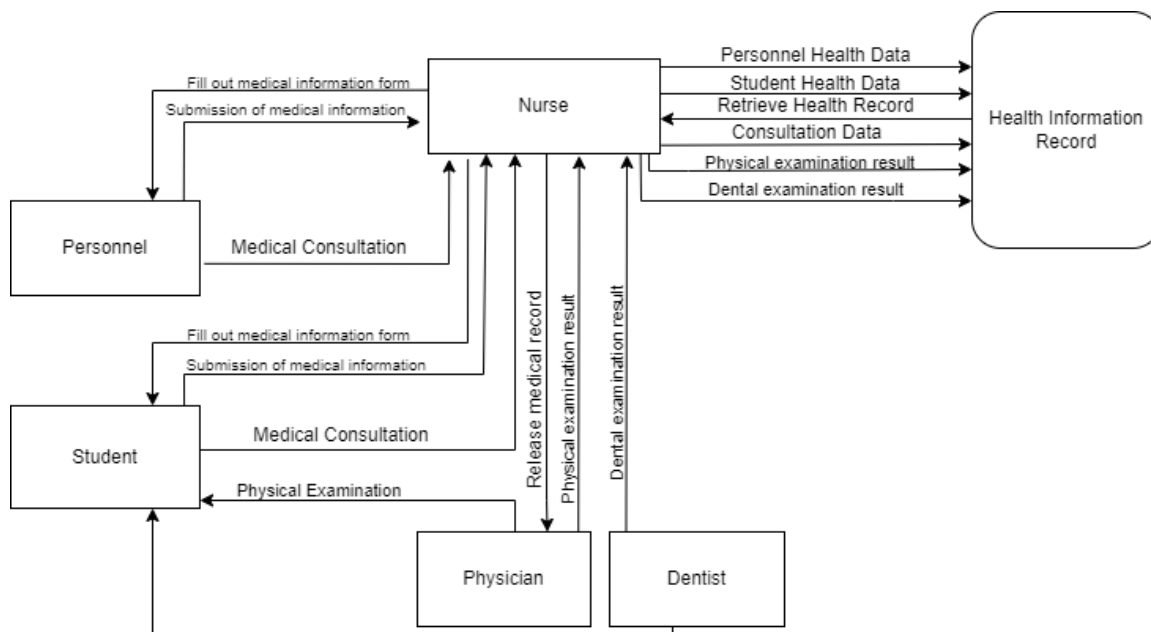 Personnel Health Data
Fill out medical information form
Student Health Data
Submission of medical information
Nurse
Retrieve Health Record
Health Information
Record
Consultation Data
Physical examination result
Dental examination result
Personnel
Medical Consultation
Fill out medical information form
Submission of medical information
Release medical record
Physical examination result
Dental examination result
Medical Consultation
Student
Physical Examination
Physician
Dentist